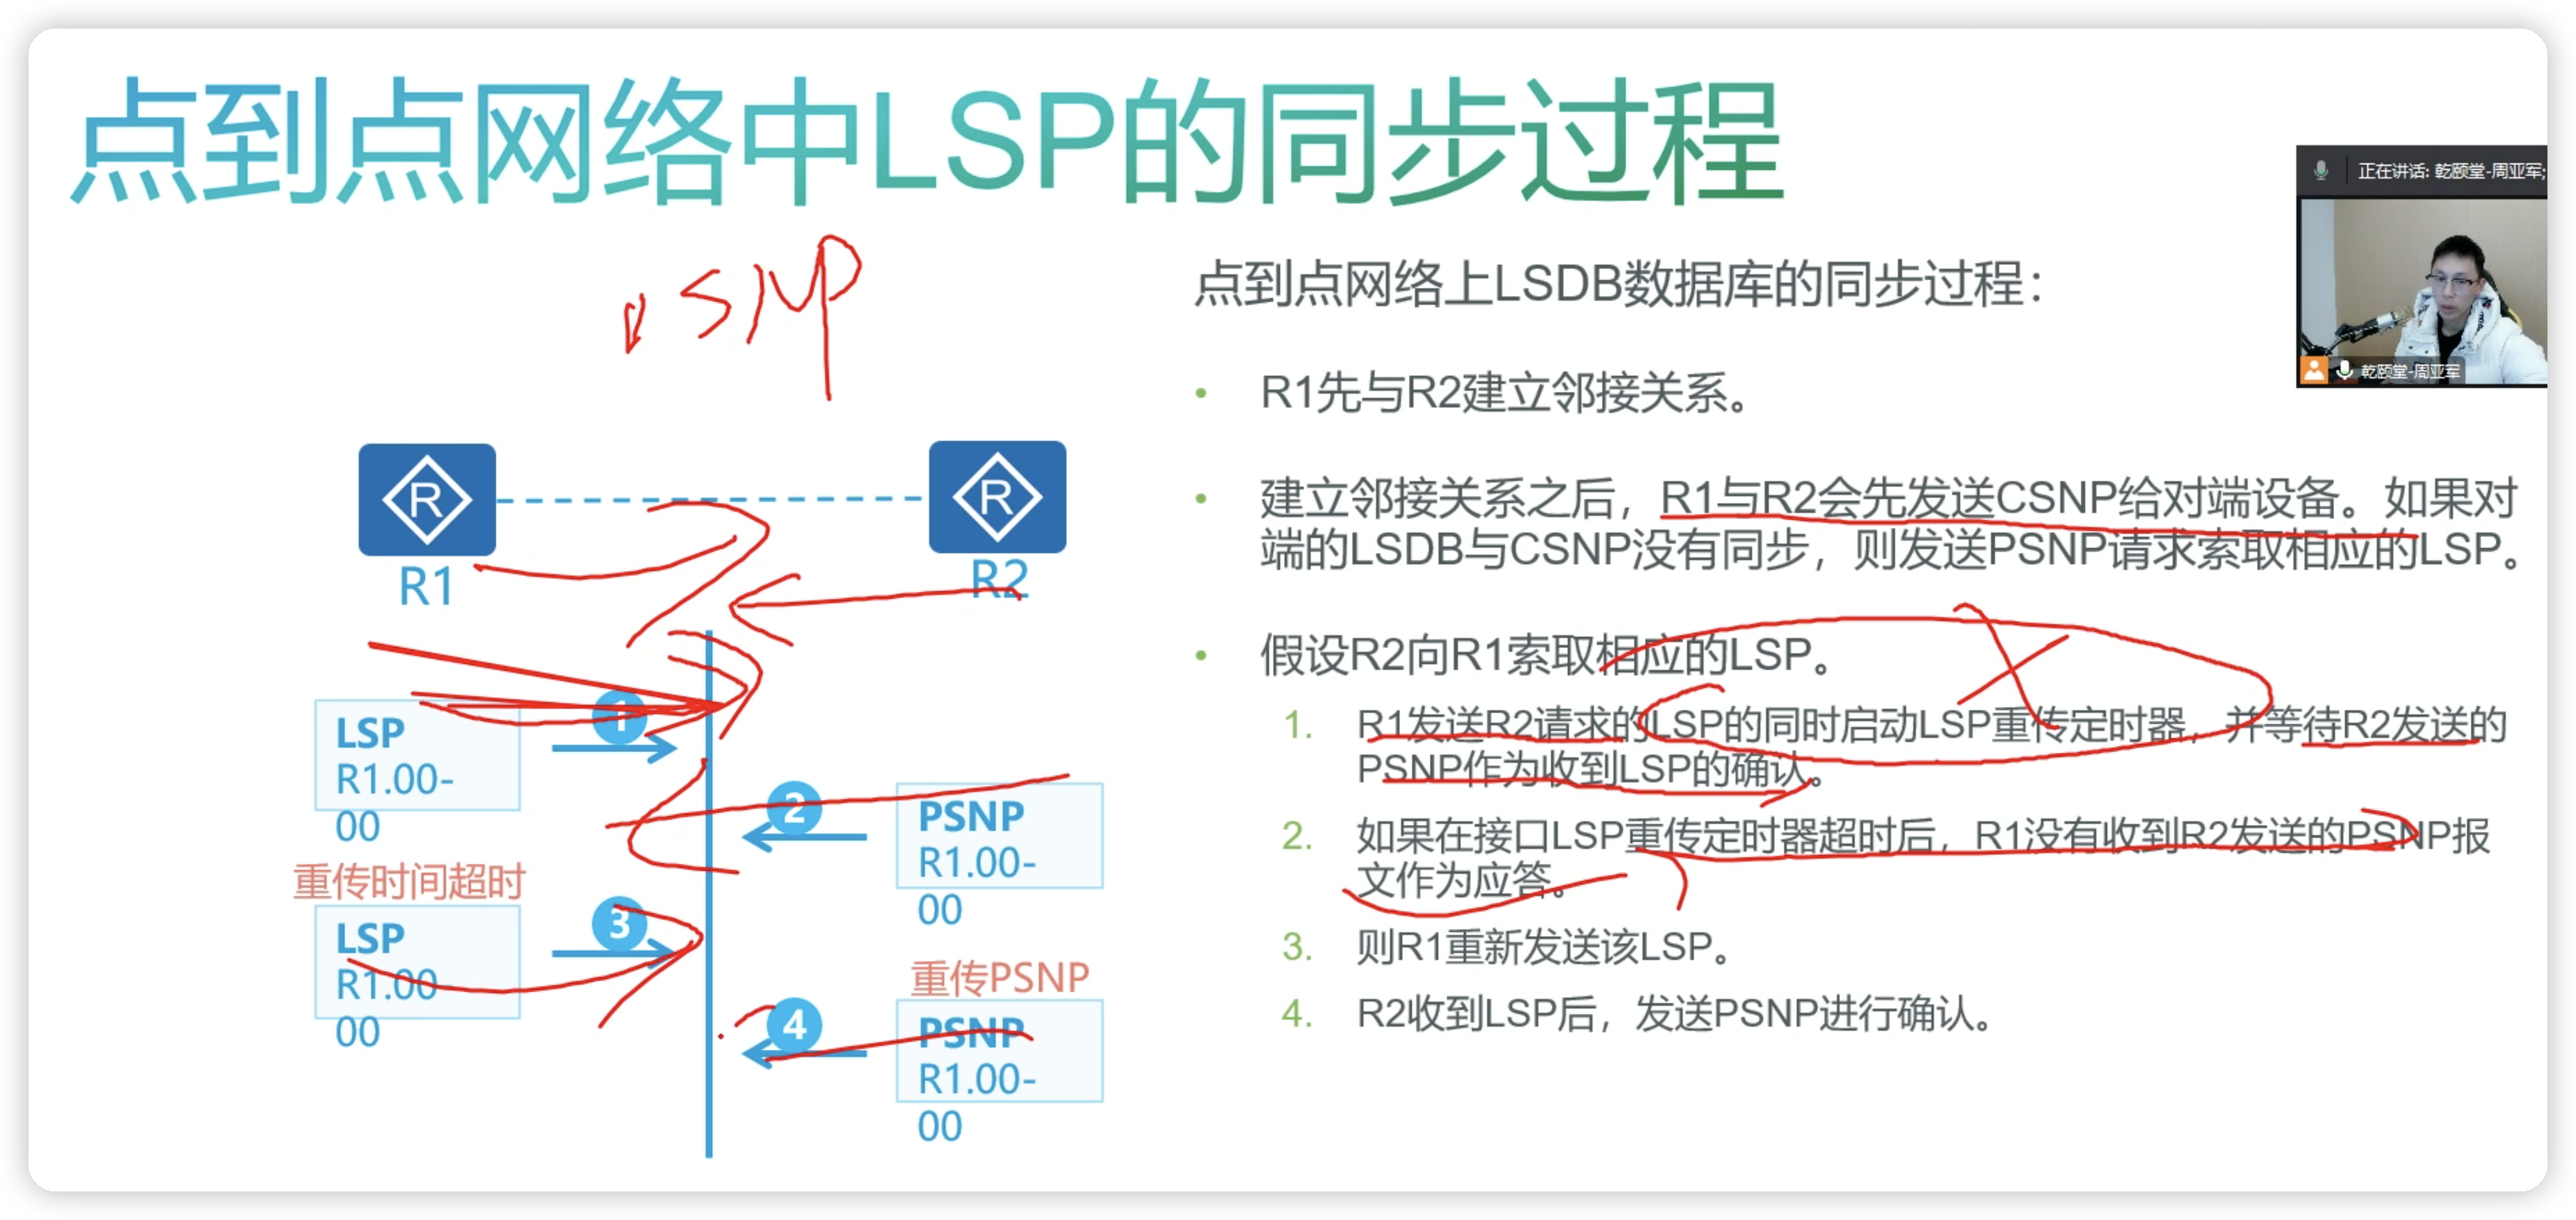 点到点网络中LSP的同步过程
正在讲话: 乾颐堂-周亚军;
乾颐堂-周亚军
SNP
R
R
R1
R2
LSP
R1.00-
00
1
2
PSNP
R1.00-
00
重传时间超时
LSP
R1.00-
00
3
重传PSNP
4
PSNP
R1.00-
00
点到点网络上LSDB数据库的同步过程：
• R1先与R2建立邻接关系。
• 建立邻接关系之后，R1与R2会先发送CSNP给对端设备。如果对
端的LSDB与CSNP没有同步，则发送PSNP请求索取相应的LSP。
• 假设R2向R1索取相应的LSP。
1. R1发送R2请求的LSP的同时启动LSP重传定时器，并等待R2发送的
PSNP作为收到LSP的确认。
2. 如果在接口LSP重传定时器超时后，R1没有收到R2发送的PSNP报
文作为应答。
3. 则R1重新发送该LSP。
4. R2收到LSP后，发送PSNP进行确认。